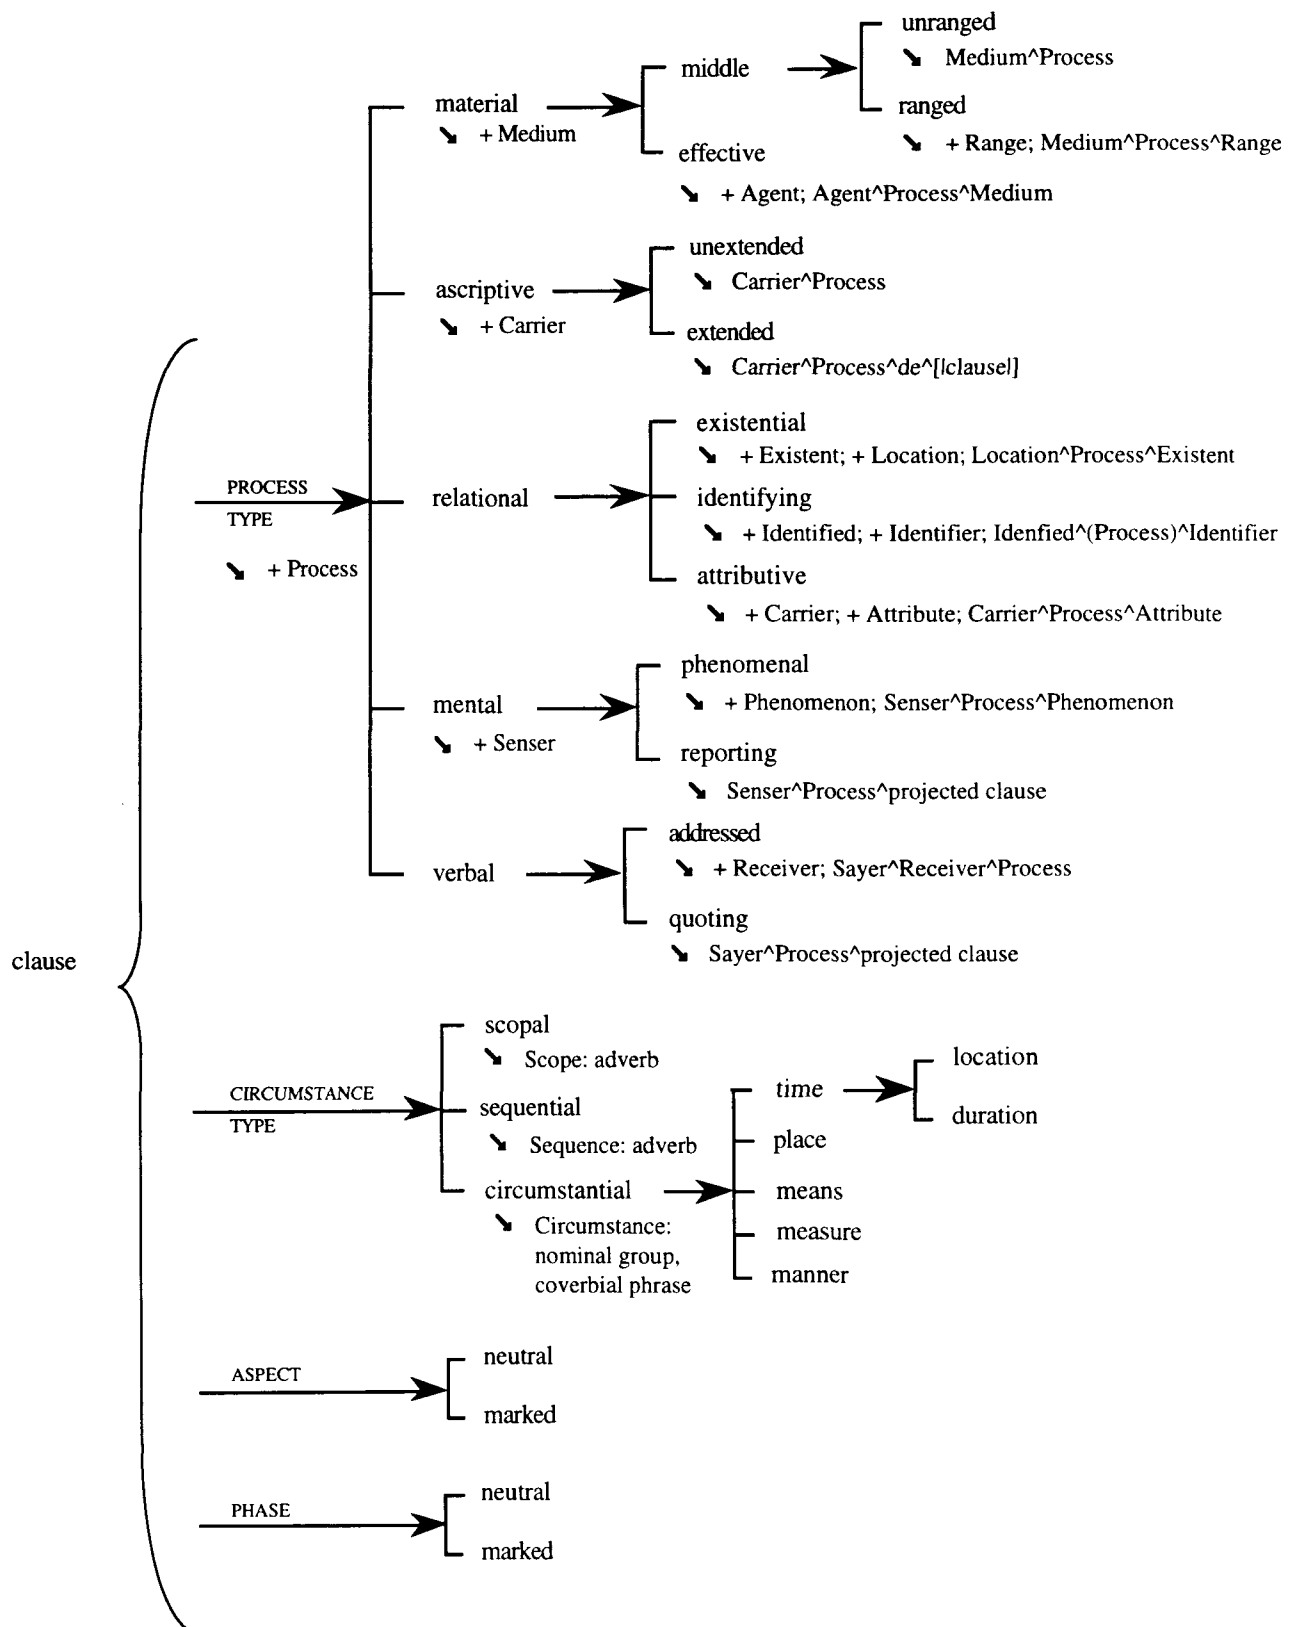 unranged
↘ Medium^Process
middle
ranged
↘ + Range; Medium^Process^Range
material
↘ + Medium
effective
↘ + Agent; Agent^Process^Medium
unextended
↘ Carrier^Process
ascriptive
↘ + Carrier
extended
↘ Carrier^Process^de^[|clause|]
existential
↘ + Existent; + Location; Location^Process^Existent
PROCESS
TYPE
↘ + Process
relational
identifying
↘ + Identified; + Identifier; Idenfied^(Process)^Identifier
attributive
↘ + Carrier; + Attribute; Carrier^Process^Attribute
phenomenal
↘ + Phenomenon; Senser^Process^Phenomenon
mental
↘ + Senser
reporting
↘ Senser^Process^projected clause
addressed
↘ + Receiver; Sayer^Receiver^Process
verbal
quoting
↘ Sayer^Process^projected clause
clause
scopal
↘ Scope: adverb
CIRCUMSTANCE
TYPE
sequential
↘ Sequence: adverb
circumstantial
↘ Circumstance:
nominal group,
coverbial phrase
time
location
duration
place
means
measure
manner
ASPECT
neutral
marked
PHASE
neutral
marked